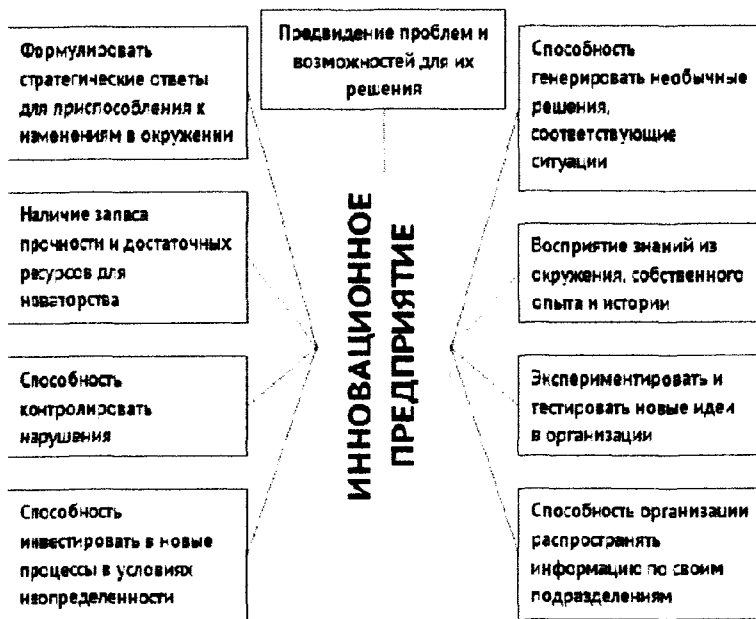 Предвидение проблем и
возможностей для их
решения
Формулировать
стратегические ответы
для приспособления к
изменениям в окружении
Наличие запаса
прочности и достаточных
ресурсов для
новаторства
Способность
контролировать
нарушения
Способность
инвестировать в новые
процессы в условиях
неопределенности
ИННОВАЦИОННОЕ
ПРЕДПРИЯТИЕ
Способность
генерировать необычные
решения,
соответствующие
ситуации
Восприятие знаний из
окружения, собственного
опыта и истории
Экспериментировать и
тестировать новые идеи
в организации
Способность организации
распространять
информацию по своим
подразделениям